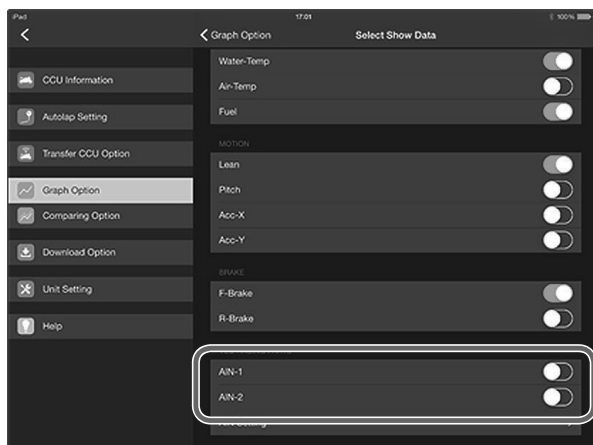 iPad 17:01 100%
Graph Option Select Show Data
Water-Temp
CCU Information
Air-Temp
Autolap Setting
Fuel
MOTION
Transfer CCU Option
Lean
Graph Option
Pitch
Comparing Option
Acc-X
Acc-Y
Download Option
BRAKE
Unit Setting
F-Brake
R-Brake
Help
AIN-1
AIN-2